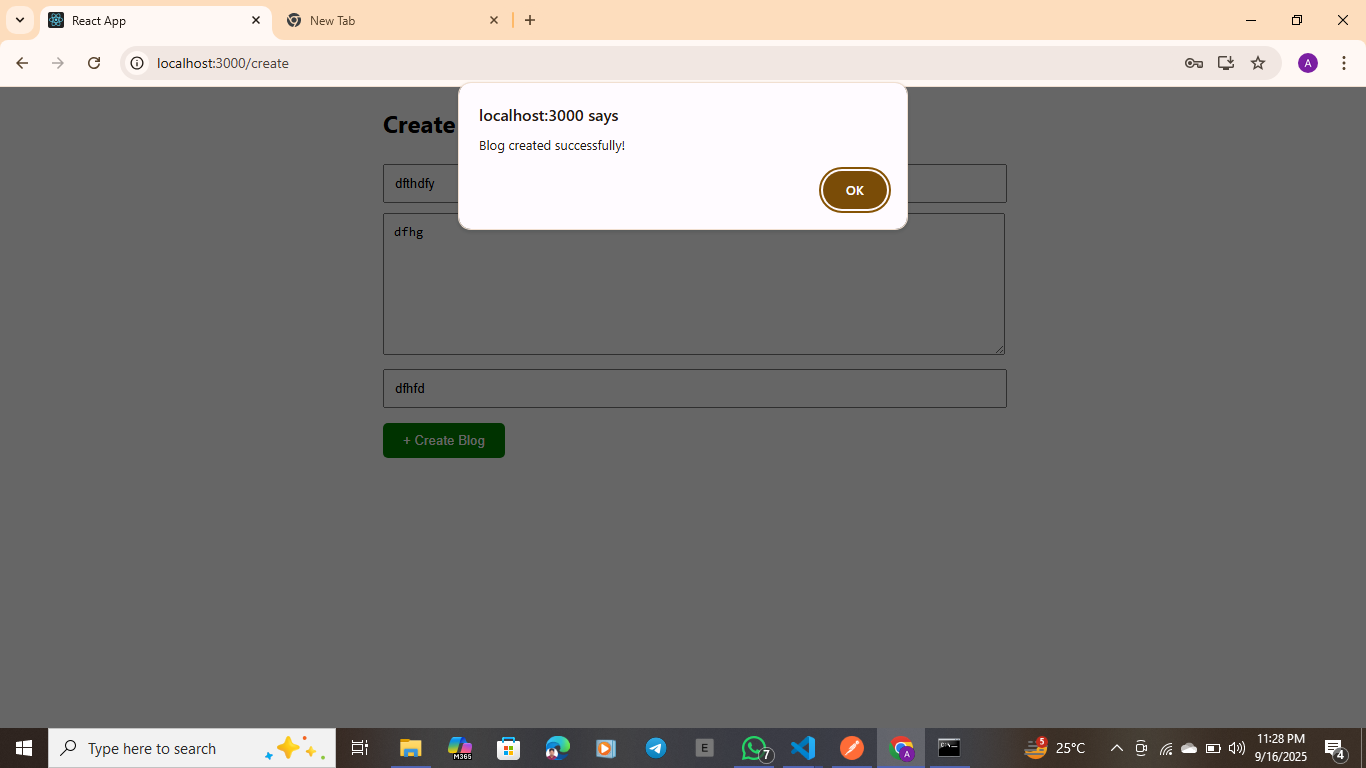 React App
New Tab
localhost:3000/create
A
localhost:3000 says
Blog created successfully!
OK
Create
dfthdfy
dfhg
dfhfd
+ Create Blog
Type here to search
M365
E
7
A
5
25°C
11:28 PM
9/16/2025
4